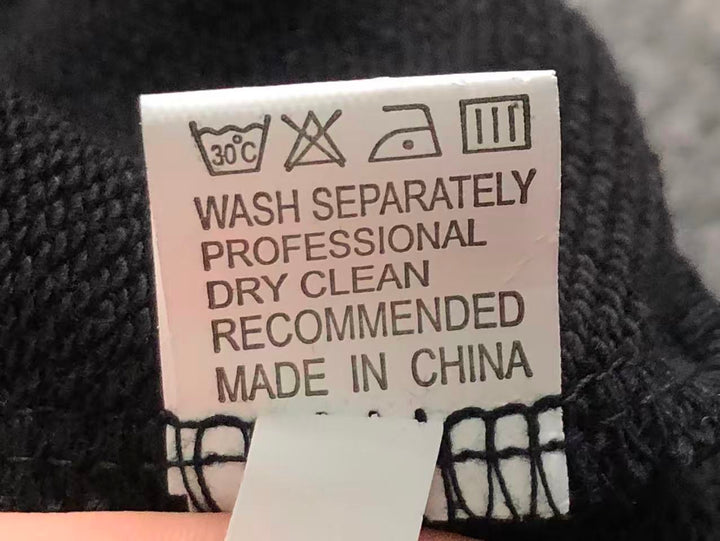 30°C
WASH SEPARATELY
PROFESSIONAL
DRY CLEAN
RECOMMENDED
MADE IN CHINA